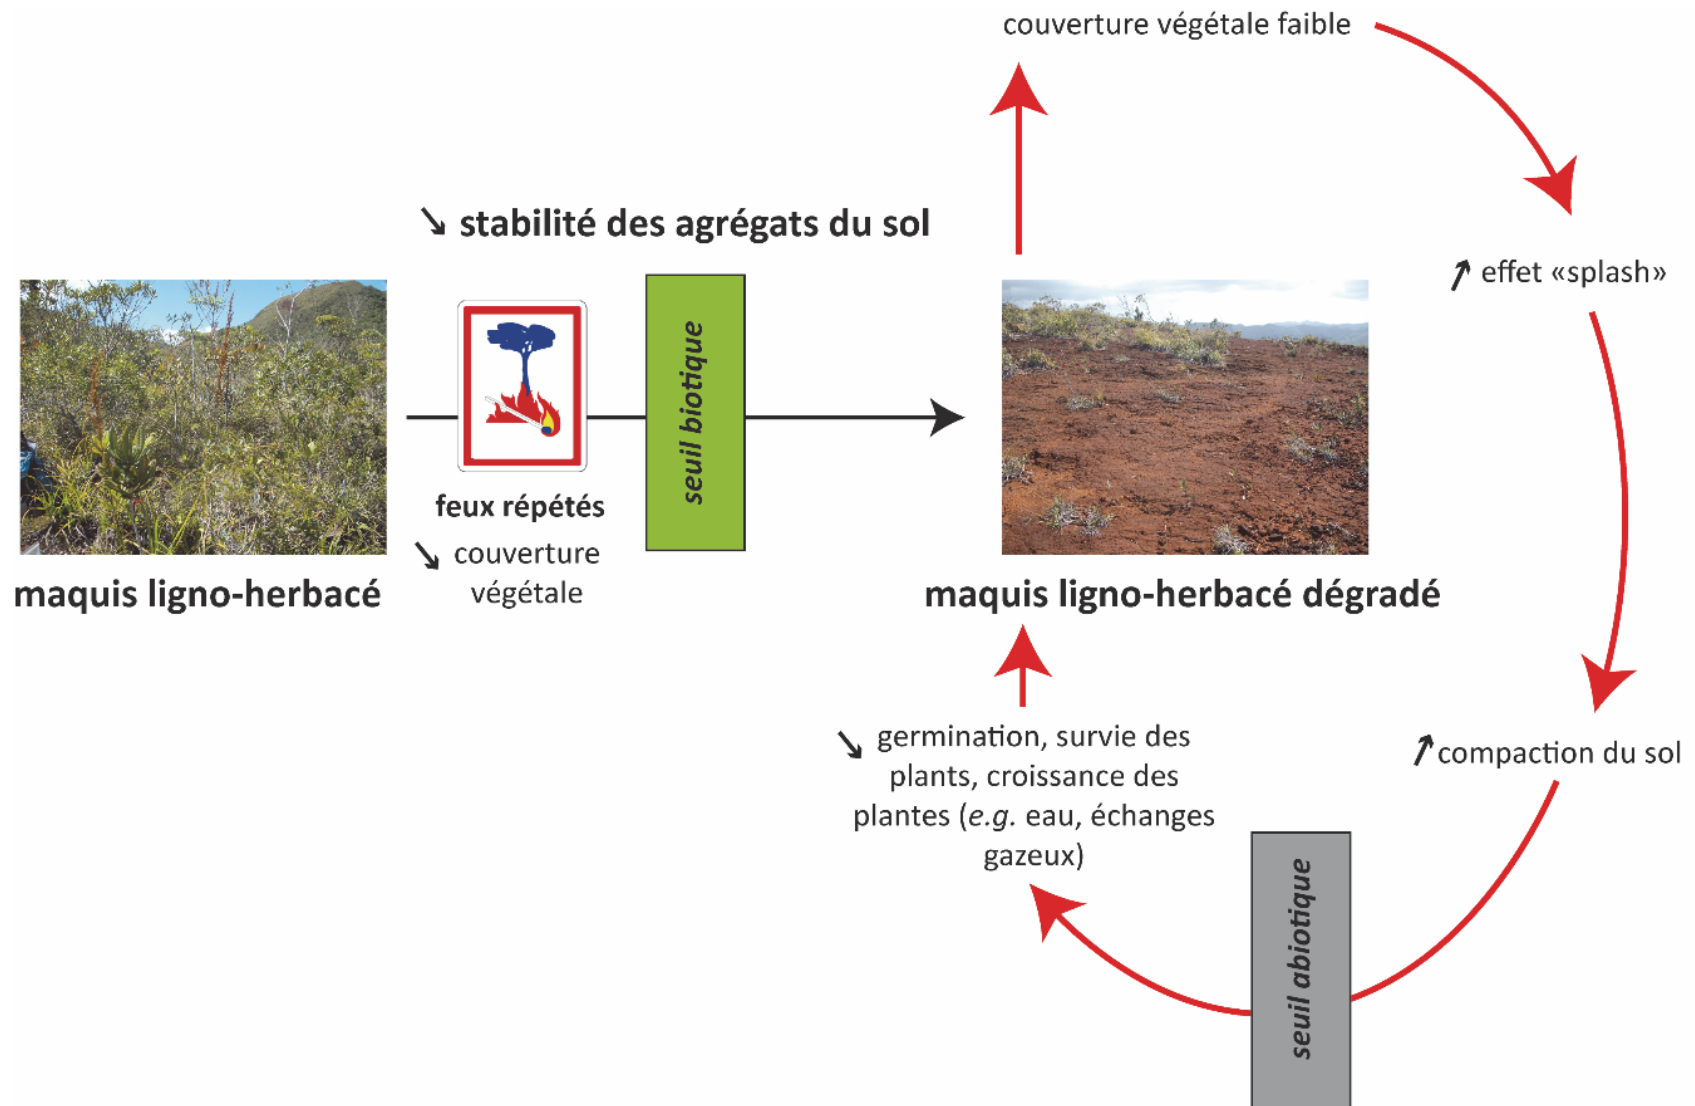 couverture végétale faible
↘ stabilité des agrégats du sol
↗ effet «splash»
seuil biotique
feux répétés
↘ couverture
végétale
maquis ligno-herbacé
maquis ligno-herbacé dégradé
↘ germination, survie des
plants, croissance des
plantes (e.g. eau, échanges
gazeux)
↗ compaction du sol
seuil abiotique